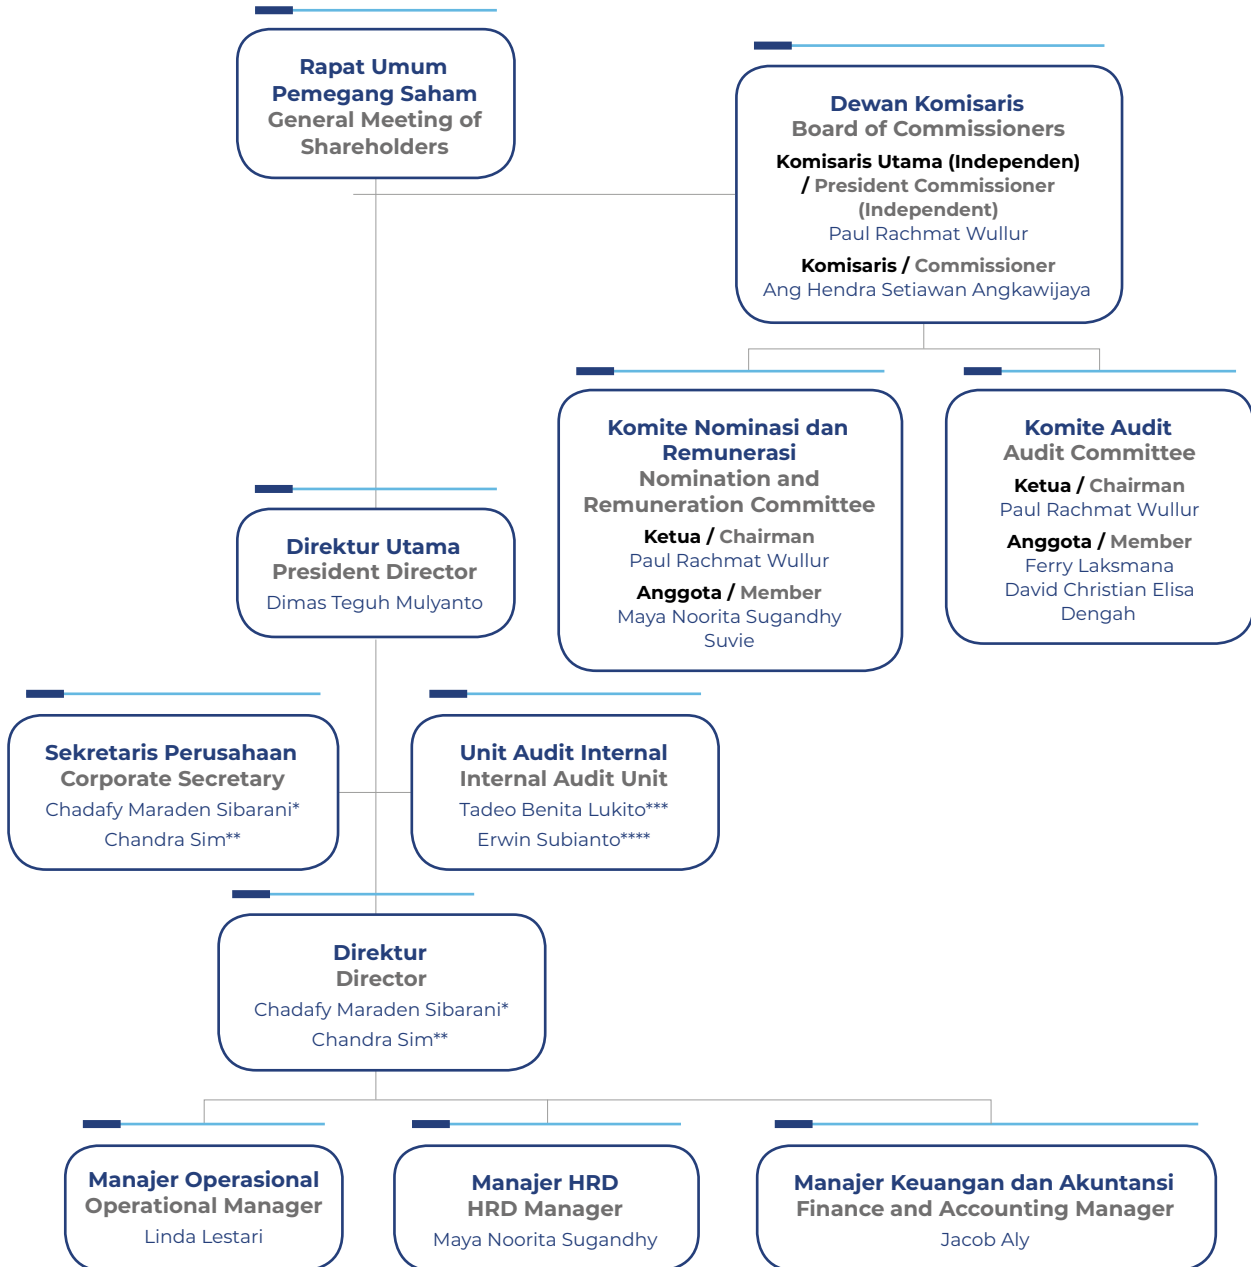 Rapat Umum
Pemegang Saham
General Meeting of
Shareholders
Dewan Komisaris
Board of Commissioners
Komisaris Utama (Independen)
/ President Commissioner
(Independent)
Paul Rachmat Wullur
Komisaris / Commissioner
Ang Hendra Setiawan Angkawijaya
Komite Nominasi dan
Remunerasi
Nomination and
Remuneration Committee
Ketua / Chairman
Paul Rachmat Wullur
Anggota / Member
Maya Noorita Sugandhy
Suvie
Komite Audit
Audit Committee
Ketua / Chairman
Paul Rachmat Wullur
Anggota / Member
Ferry Laksmana
David Christian Elisa
Dengah
Direktur Utama
President Director
Dimas Teguh Mulyanto
Sekretaris Perusahaan
Corporate Secretary
Chadafy Maraden Sibarani*
Chandra Sim**
Unit Audit Internal
Internal Audit Unit
Tadeo Benita Lukito***
Erwin Subianto****
Direktur
Director
Chadafy Maraden Sibarani*
Chandra Sim**
Manajer Operasional
Operational Manager
Linda Lestari
Manajer HRD
HRD Manager
Maya Noorita Sugandhy
Manajer Keuangan dan Akuntansi
Finance and Accounting Manager
Jacob Aly